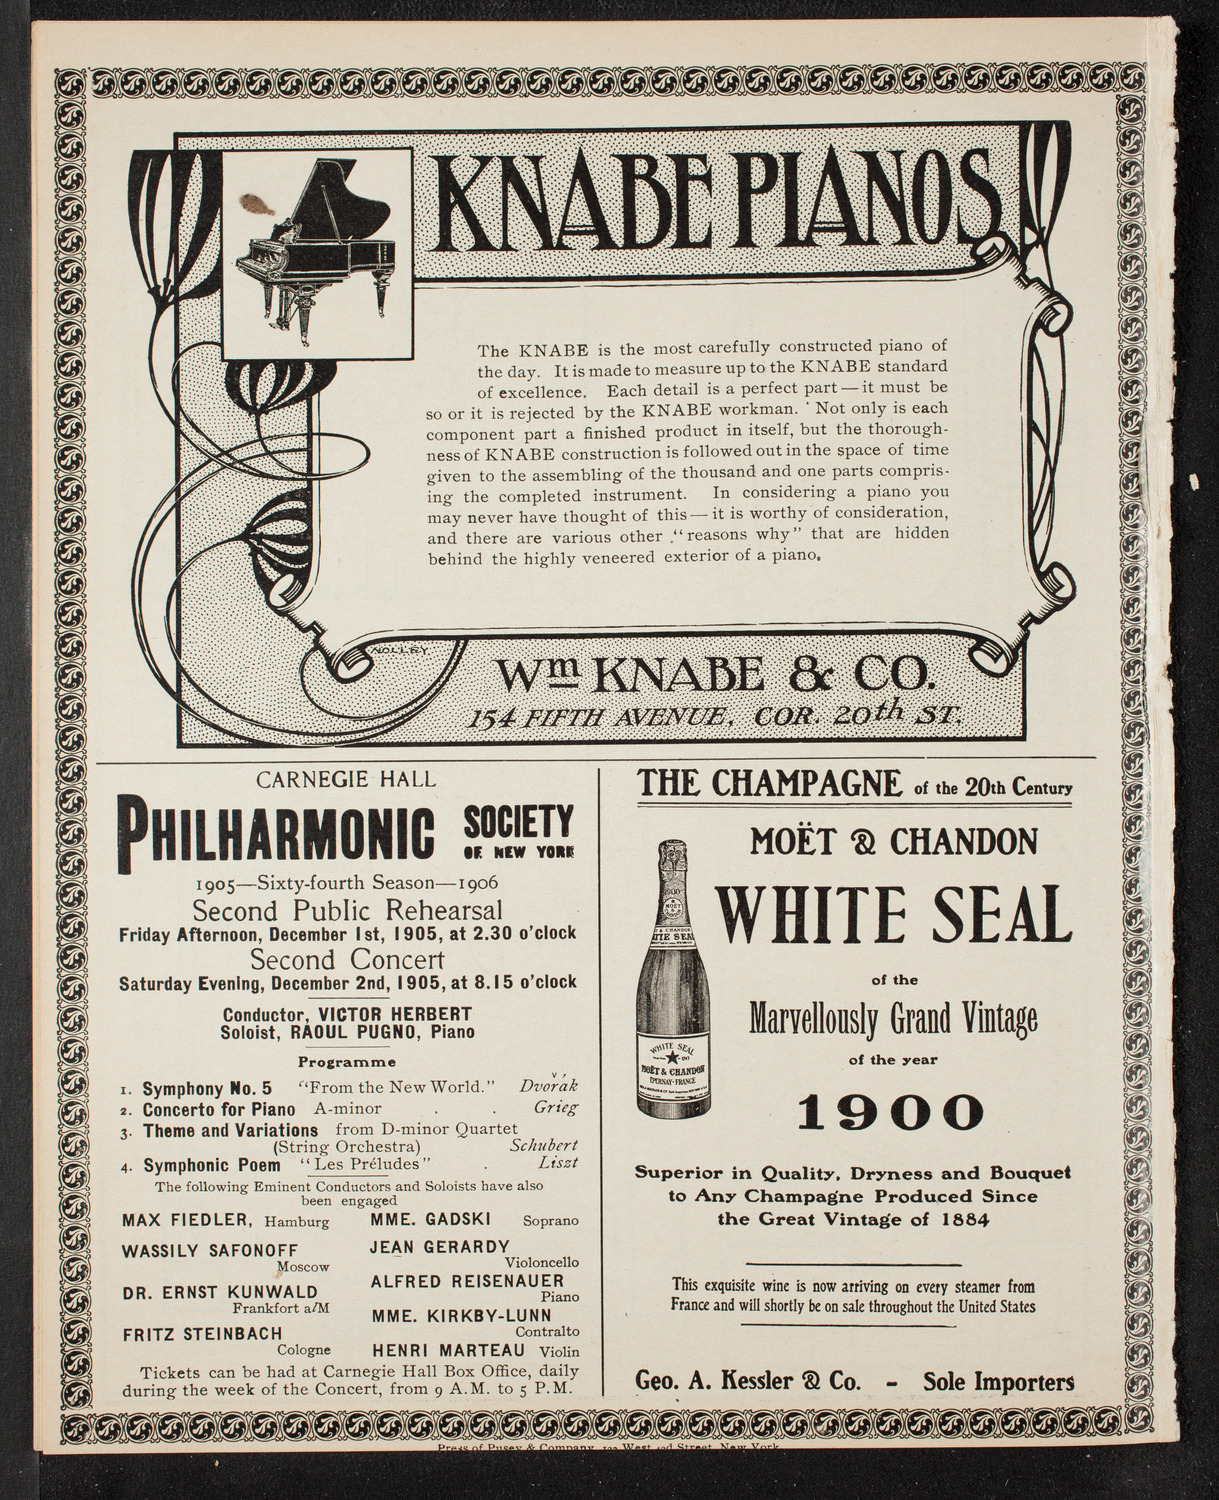 KNABE PIANOS
The KNABE is the most carefully constructed piano of
the day. It is made to measure up to the KNABE standard
of excellence. Each detail is a perfect part — it must be
so or it is rejected by the KNABE workman. Not only is each
component part a finished product in itself, but the thorough-
ness of KNABE construction is followed out in the space of time
given to the assembling of the thousand and one parts compris-
ing the completed instrument. In considering a piano you
may never have thought of this — it is worthy of consideration,
and there are various other "reasons why" that are hidden
behind the highly veneered exterior of a piano.
NOLLEY
Wm KNABE & CO.
154 FIFTH AVENUE, COR. 20th ST.
CARNEGIE HALL
PHILHARMONIC SOCIETY
OF NEW YORK
1905—Sixty-fourth Season—1906
Second Public Rehearsal
Friday Afternoon, December 1st, 1905, at 2.30 o'clock
Second Concert
Saturday Evening, December 2nd, 1905, at 8.15 o'clock
Conductor, VICTOR HERBERT
Soloist, RAOUL PUGNO, Piano
Programme
1. Symphony No. 5 "From the New World." Dvořák
2. Concerto for Piano A-minor . . Grieg
3. Theme and Variations from D-minor Quartet
(String Orchestra) Schubert
4. Symphonic Poem "Les Préludes" . Liszt
The following Eminent Conductors and Soloists have also
been engaged
MAX FIEDLER, Hamburg
WASSILY SAFONOFF
Moscow
DR. ERNST KUNWALD
Frankfort a/M
FRITZ STEINBACH
Cologne
MME. GADSKI Soprano
JEAN GERARDY
Violoncello
ALFRED REISENAUER
Piano
MME. KIRKBY-LUNN
Contralto
HENRI MARTEAU Violin
Tickets can be had at Carnegie Hall Box Office, daily
during the week of the Concert, from 9 A.M. to 5 P.M.
THE CHAMPAGNE of the 20th Century
MOËT & CHANDON
WHITE SEAL
of the
Marvellously Grand Vintage
of the year
1900
WHITE SEAL
MOËT & CHANDON
EPERNAY-FRANCE
Superior in Quality, Dryness and Bouquet
to Any Champagne Produced Since
the Great Vintage of 1884
This exquisite wine is now arriving on every steamer from
France and will shortly be on sale throughout the United States
Geo. A. Kessler & Co. - Sole Importers
Press of Pusey & Company, West Street, New York